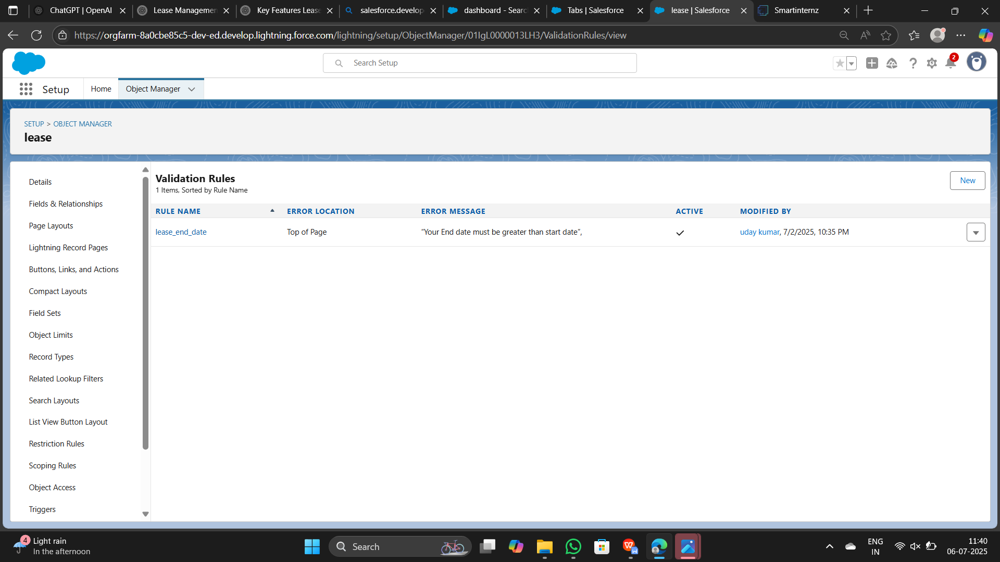 ChatGPT | OpenAI
Lease Managemen
Key Features Lease
salesforce.develop
dashboard - Searc
Tabs | Salesforce
lease | Salesforce
Smartinternz
https://orgfarm-8a0cbe85c5-dev-ed.develop.lightning.force.com/lightning/setup/ObjectManager/01IgL0000013LH3/ValidationRules/view
Search Setup
2
Setup
Home
Object Manager
SETUP > OBJECT MANAGER
lease
Details
Fields & Relationships
Page Layouts
Lightning Record Pages
Buttons, Links, and Actions
Compact Layouts
Field Sets
Object Limits
Record Types
Related Lookup Filters
Search Layouts
List View Button Layout
Restriction Rules
Scoping Rules
Object Access
Triggers
Validation Rules
1 Items, Sorted by Rule Name
New
RULE NAME ERROR LOCATION ERROR MESSAGE ACTIVE MODIFIED BY
lease_end_date Top of Page “Your End date must be greater than start date”, uday kumar, 7/2/2025, 10:35 PM
4
Light rain
In the afternoon
Search
ENG
IN
11:40
06-07-2025